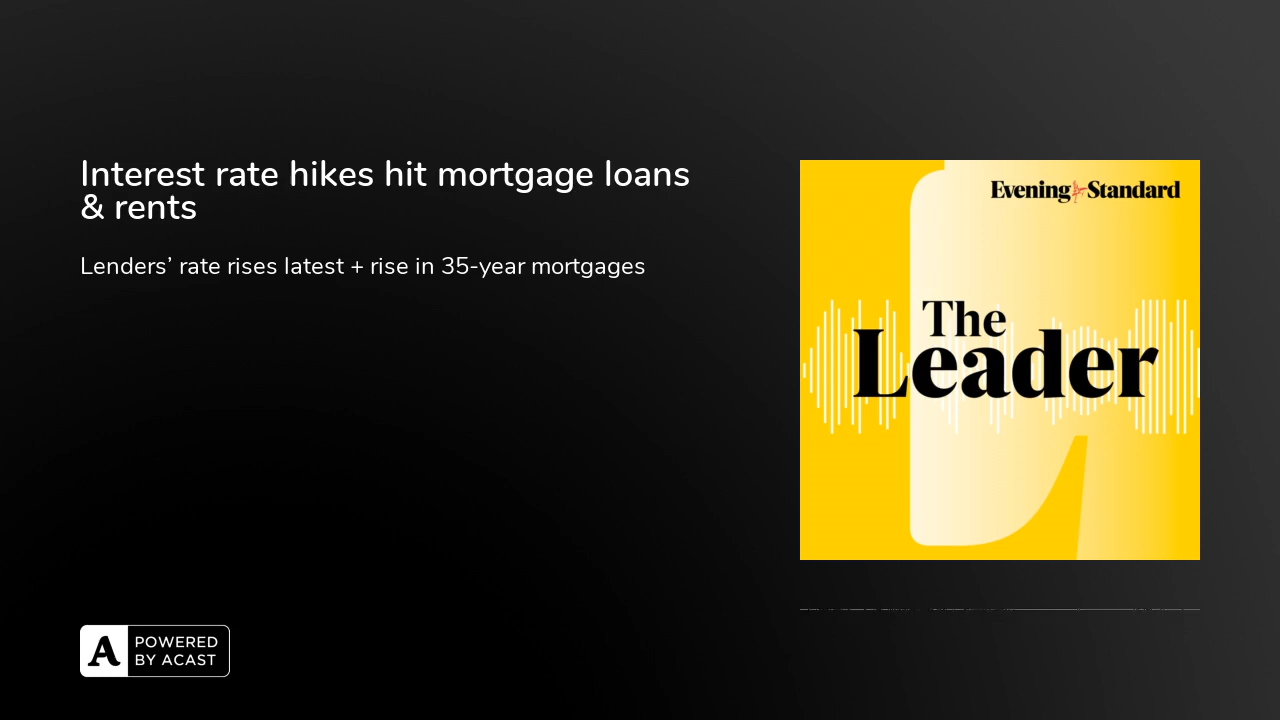 Interest rate hikes hit mortgage loans
& rents
Lenders’ rate rises latest + rise in 35-year mortgages
Evening Standard
The
Leader
A POWERED
BY ACAST